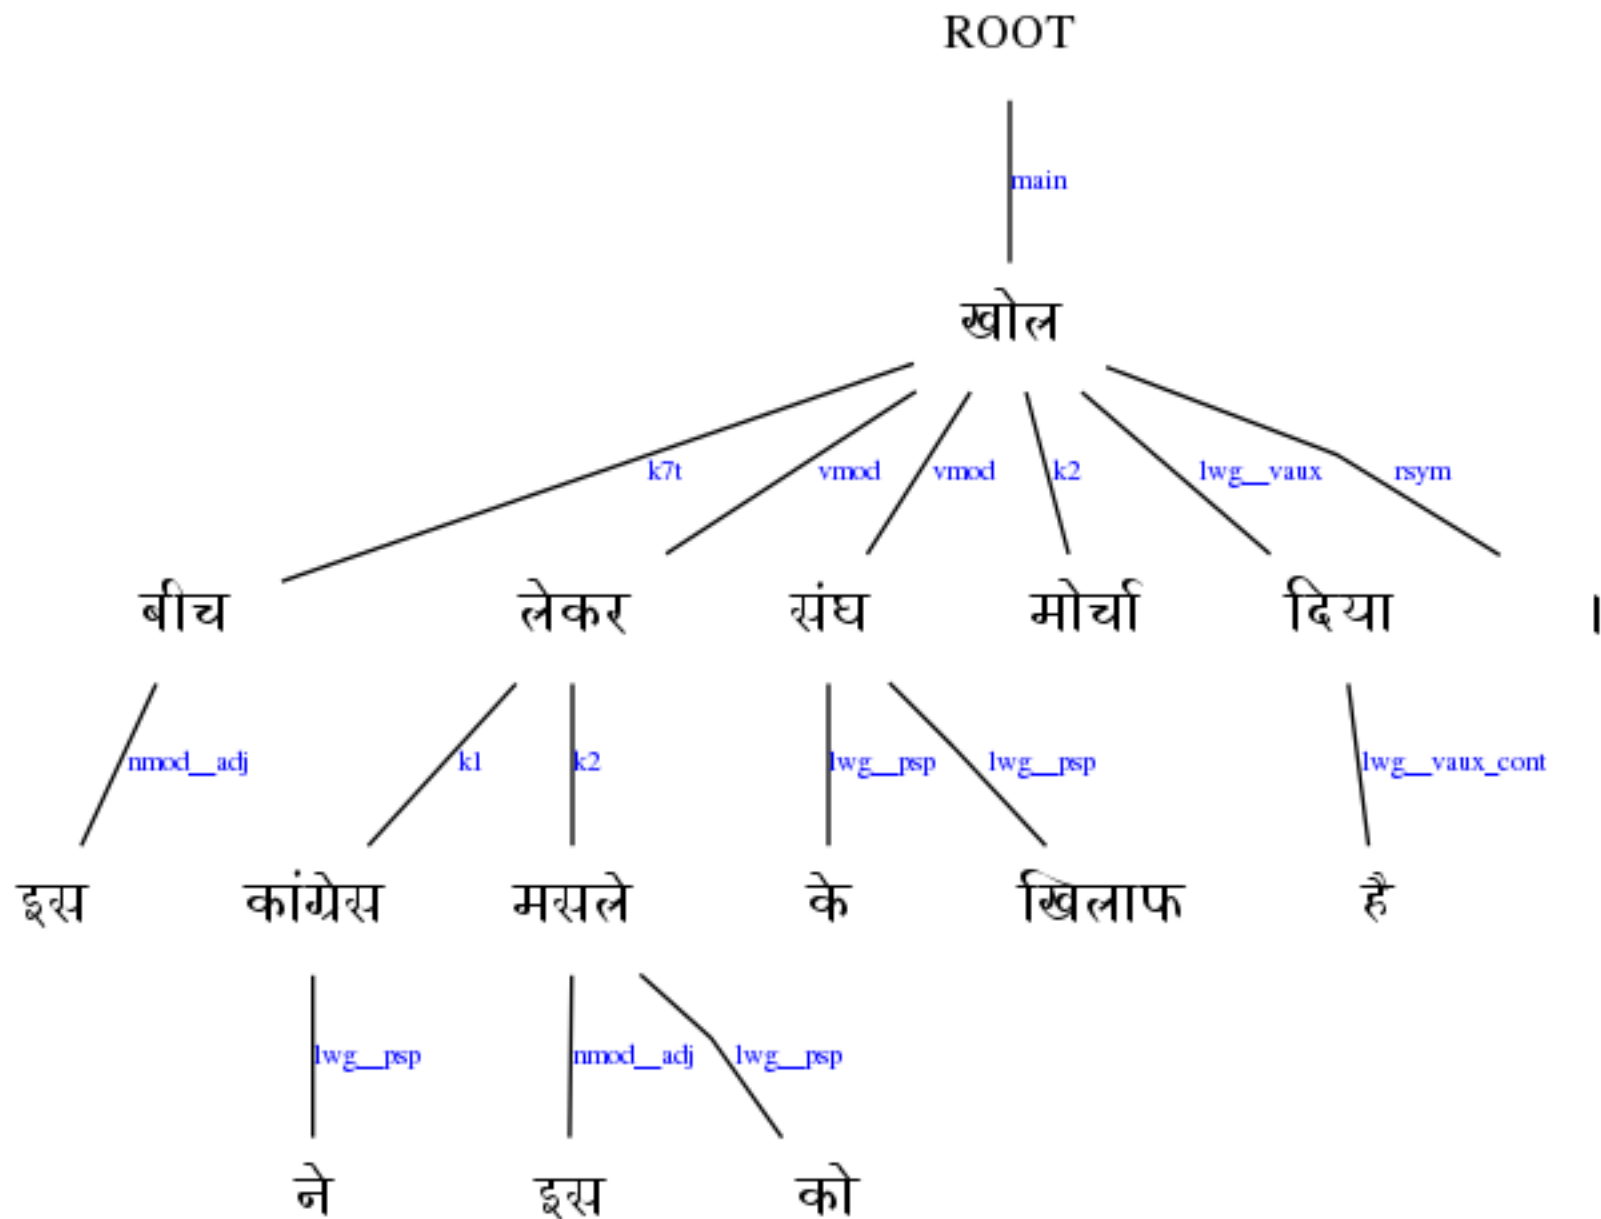 ROOT
main
खोल
k7t vmod vmod k2 lwg__vaux rsym
बीच लेकर संघ मोर्चा दिया ।
nmod__adj k1 k2 lwg__psp lwg__psp lwg__vaux_cont
इस कांग्रेस मसले के खिलाफ है
lwg__psp nmod__adj lwg__psp
ने इस को